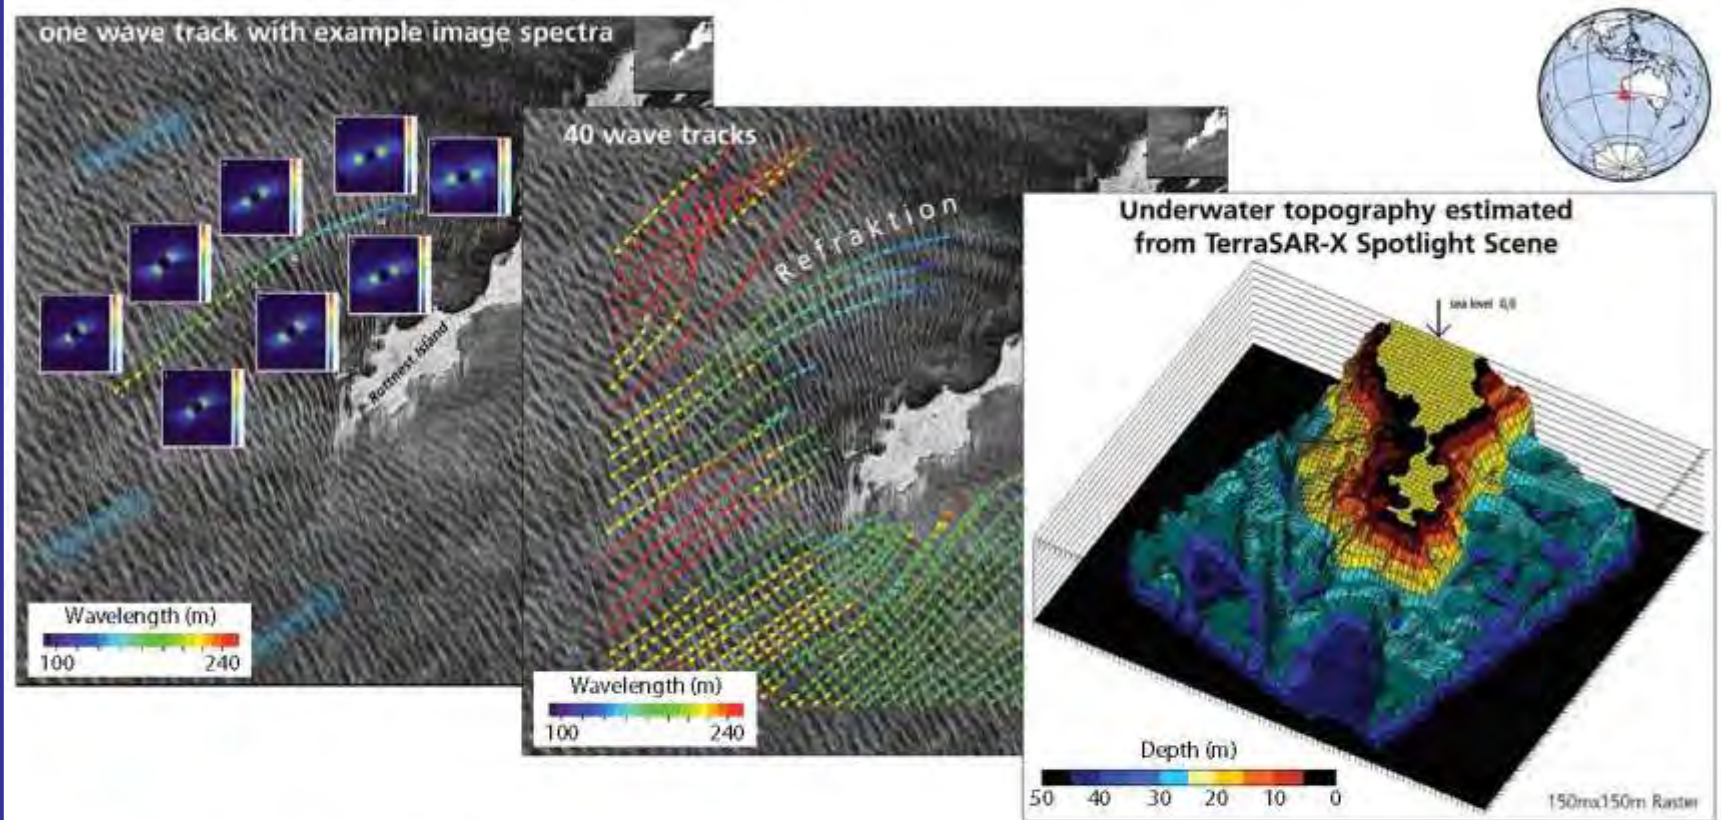 one wave track with example image spectra
Rottnest Island
Wavelength (m)
100 240
40 wave tracks
Refraktion
Wavelength (m)
100 240
Underwater topography estimated
from TerraSAR-X Spotlight Scene
sea level 0,0
Depth (m)
50 40 30 20 10 0
150mx150m Raster